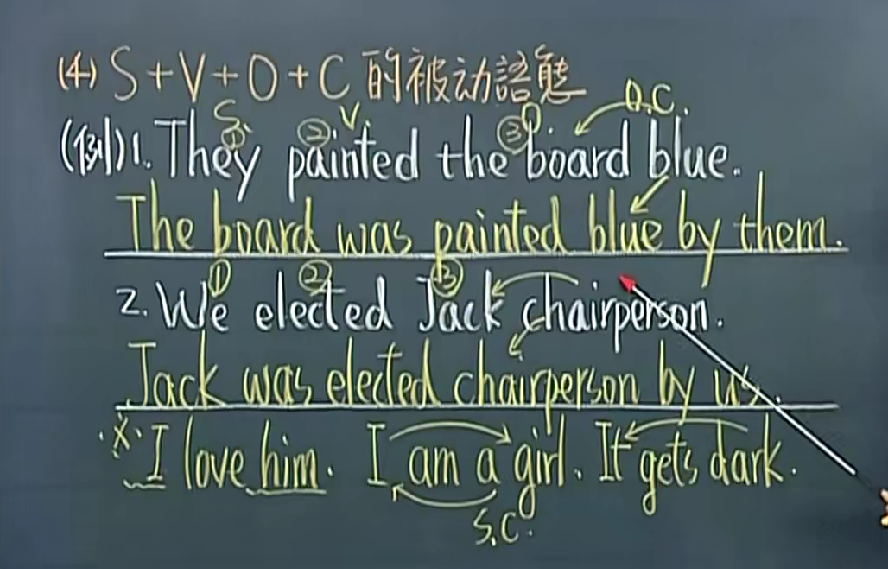 (4) S+V+O+C 的被动語態
S V O O.C.
① ② ③
(例) 1. They painted the board blue.
The board was painted blue by them.
① ② ③
2. We elected Jack chairperson.
Jack was elected chairperson by us.
※ I love him. I am a girl. It gets dark.
S.C.